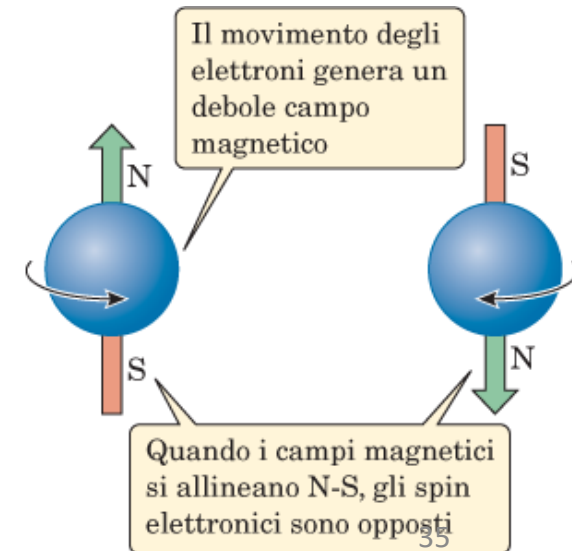 Il movimento degli
elettroni genera un
debole campo
magnetico
N
S
S
N
Quando i campi magnetici
si allineano N-S, gli spin
elettronici sono opposti
35